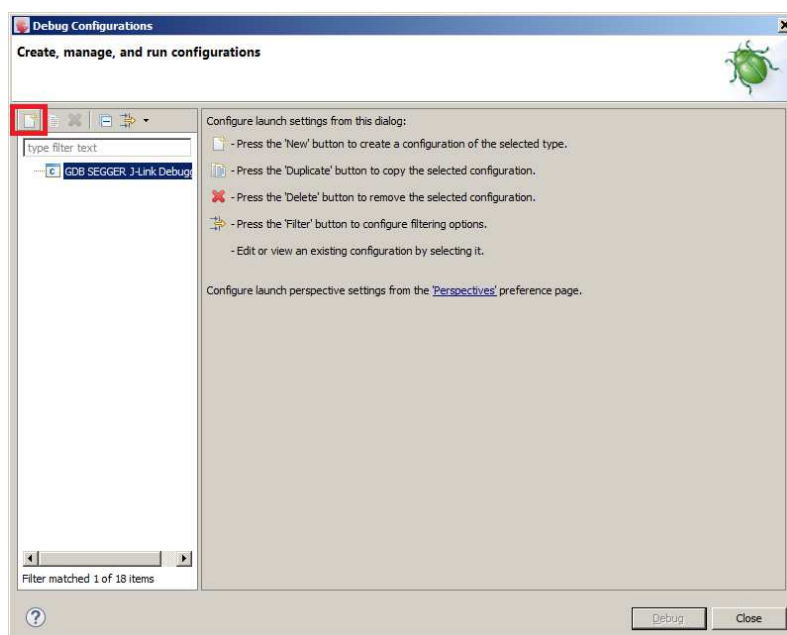 Debug Configurations
Create, manage, and run configurations
type filter text
GDB SEGGER J-Link Debugg
Filter matched 1 of 18 items
Configure launch settings from this dialog:
- Press the 'New' button to create a configuration of the selected type.
- Press the 'Duplicate' button to copy the selected configuration.
- Press the 'Delete' button to remove the selected configuration.
- Press the 'Filter' button to configure filtering options.
- Edit or view an existing configuration by selecting it.
Configure launch perspective settings from the 'Perspectives' preference page.
Debug
Close